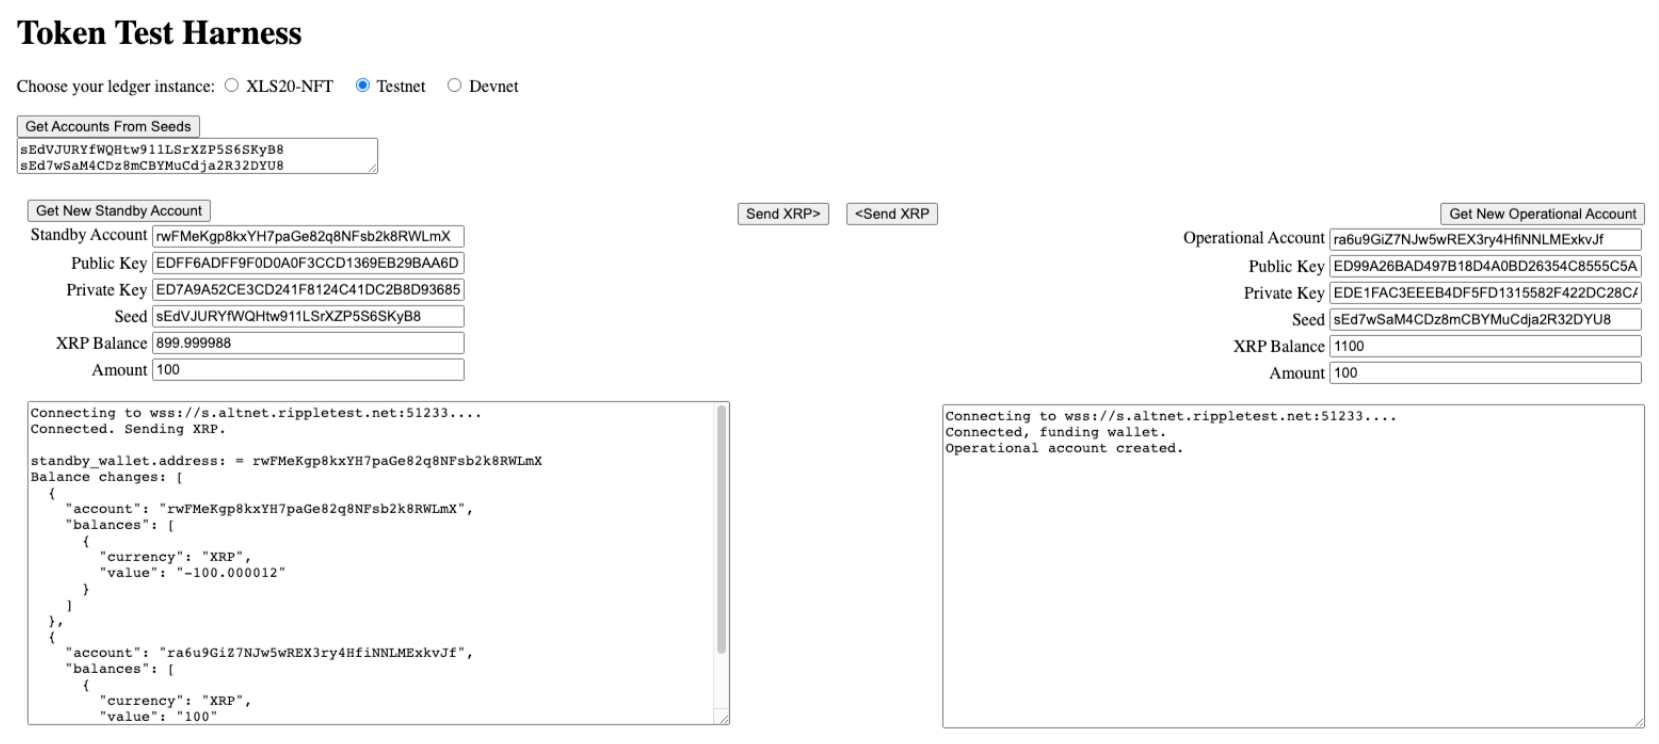 Token Test Harness
Choose your ledger instance: XLS20-NFT Testnet Devnet
Get Accounts From Seeds
sEdVJURYfWQHtw911LSrXZP5S6SKyB8
sEd7wSaM4CDz8mCBYMuCdja2R32DYU8
Get New Standby Account
Standby Account rwFMeKgp8kxYH7paGe82q8NFsb2k8RWLmX
Public Key EDFF6ADFF9F0D0A0F3CCD1369EB29BAA6D
Private Key ED7A9A52CE3CD241F8124C41DC2B8D93685
Seed sEdVJURYfWQHtw911LSrXZP5S6SKyB8
XRP Balance 899.999988
Amount 100
Send XRP> <Send XRP
Get New Operational Account
Operational Account ra6u9GiZ7NJw5wREX3ry4HfiNNLMExkvJf
Public Key ED99A26BAD497B18D4A0BD26354C8555C5A
Private Key EDE1FAC3EEEB4DF5FD1315582F422DC28C
Seed sEd7wSaM4CDz8mCBYMuCdja2R32DYU8
XRP Balance 1100
Amount 100
Connecting to wss://s.altnet.rippletest.net:51233....
Connected. Sending XRP.
standby_wallet.address: = rwFMeKgp8kxYH7paGe82q8NFsb2k8RWLmX
Balance changes: [
{
"account": "rwFMeKgp8kxYH7paGe82q8NFsb2k8RWLmX",
"balances": [
{
"currency": "XRP",
"value": "-100.000012"
}
]
},
{
"account": "ra6u9GiZ7NJw5wREX3ry4HfiNNLMExkvJf",
"balances": [
{
"currency": "XRP",
"value": "100"
Connecting to wss://s.altnet.rippletest.net:51233....
Connected, funding wallet.
Operational account created.